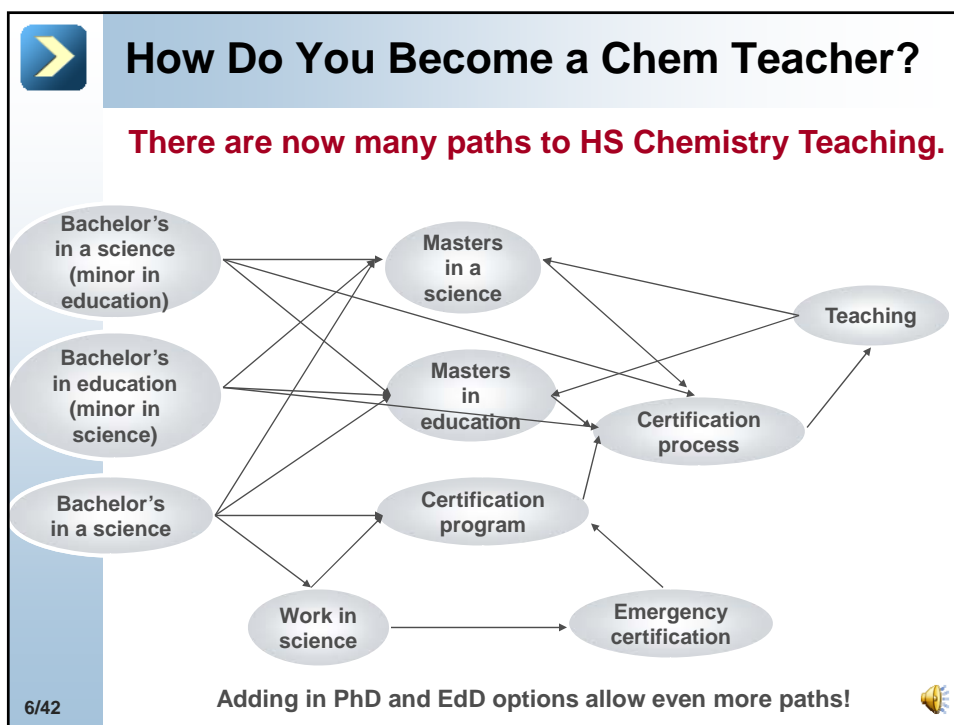 How Do You Become a Chem Teacher?
There are now many paths to HS Chemistry Teaching.
Bachelor’s
in a science
(minor in
education)
Masters
in a
science
Teaching
Bachelor’s
in education
(minor in
science)
Masters
in
education
Certification
process
Bachelor’s
in a science
Certification
program
Work in
science
Emergency
certification
Adding in PhD and EdD options allow even more paths!
6/42